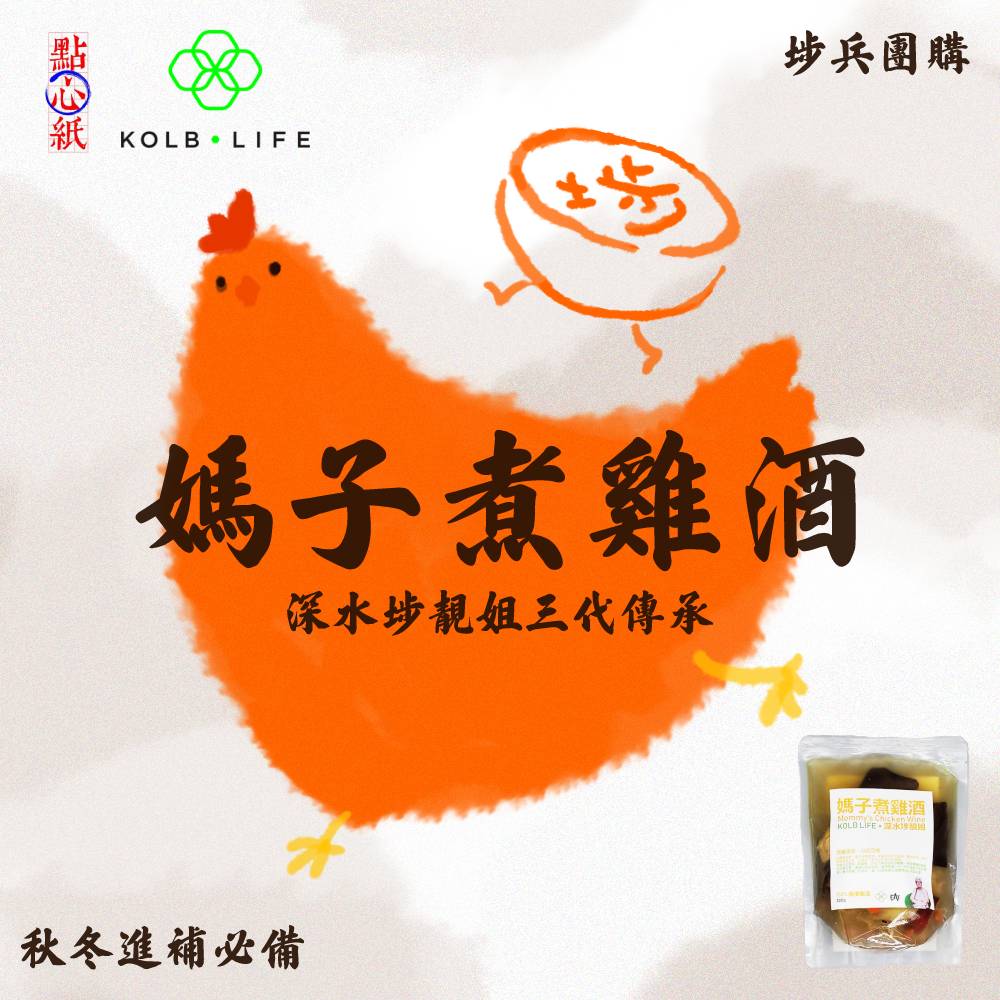 點心紙
KOLB • LIFE
埗兵團購
埗
媽子煮雞酒
深水埗靚姐三代傳承
秋冬進補必備
媽子煮雞酒
Mommy's Chicken Wine
KOLB LIFE • 深水埗靚姐